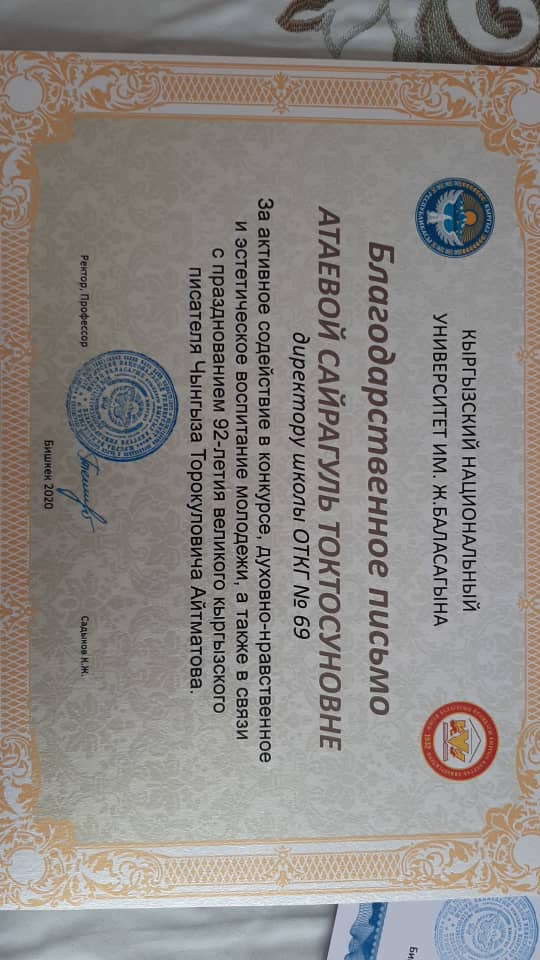 КЫРГЫЗСКИЙ НАЦИОНАЛЬНЫЙ
УНИВЕРСИТЕТ ИМ. Ж.БАЛАСАГЫНА
Благодарственное письмо
АТАЕВОЙ САЙРАГУЛЬ ТОКТОСУНОВНЕ
директору школы ОТКГ № 69
За активное содействие в конкурсе, духовно-нравственное
и эстетическое воспитание молодежи, а также в связи
с празднованием 92-летия великого кыргызского
писателя Чынгыза Торокуловича Айтматова.
Ректор, Профессор
Садыков К.Ж.
Бишкек 2020